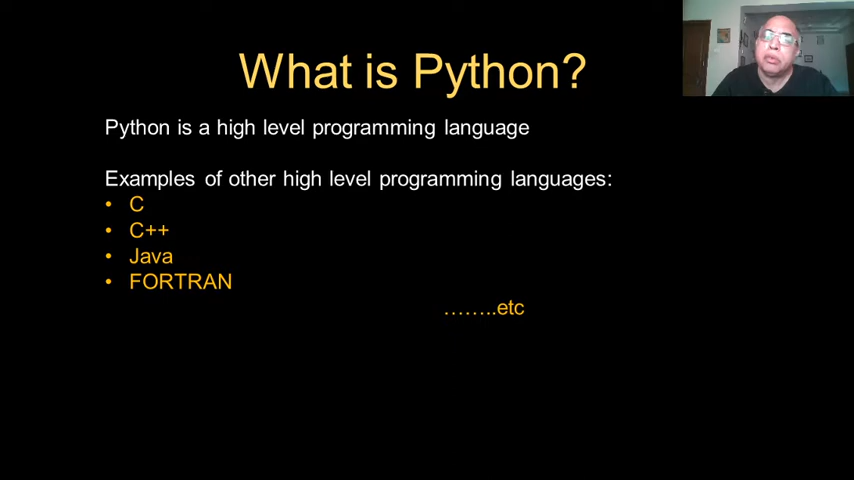 What is Python?
Python is a high level programming language
Examples of other high level programming languages:
• C
• C++
• Java
• FORTRAN
……..etc